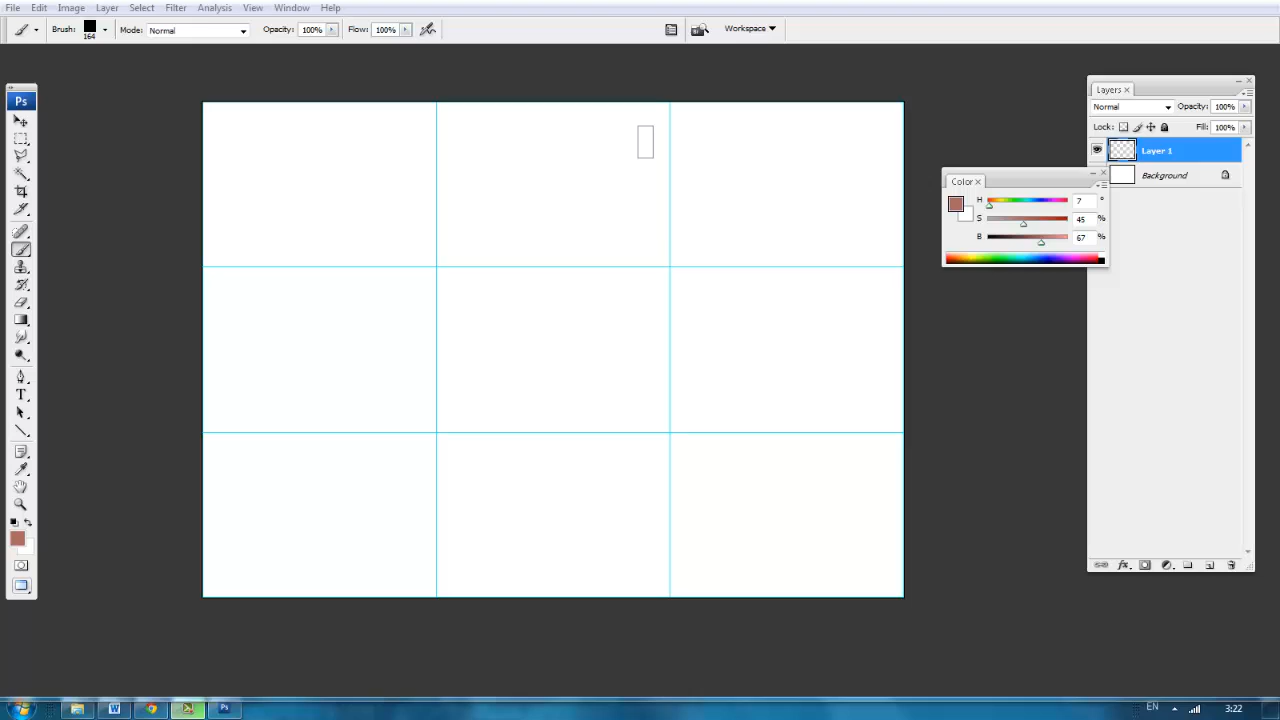 File Edit Image Layer Select Filter Analysis View Window Help
Brush: 164 Mode: Normal Opacity: 100% Flow: 100% Workspace
Ps
Layers
Normal Opacity: 100%
Lock: Fill: 100%
Layer 1
Background
Color
H 7 °
S 45 %
B 67 %
T
W Ps EN 3:22